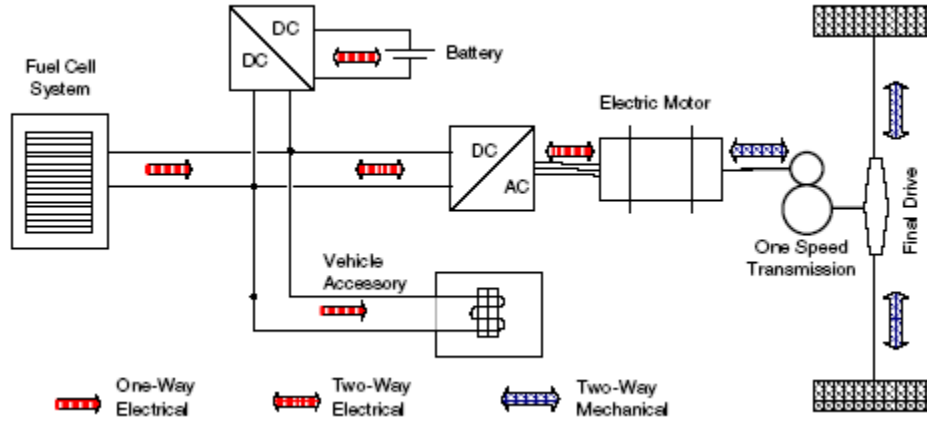 DC
DC
Battery
Fuel Cell
System
Electric Motor
DC
AC
Final Drive
One Speed
Transmission
Vehicle
Accessory
One-Way
Electrical
Two-Way
Electrical
Two-Way
Mechanical